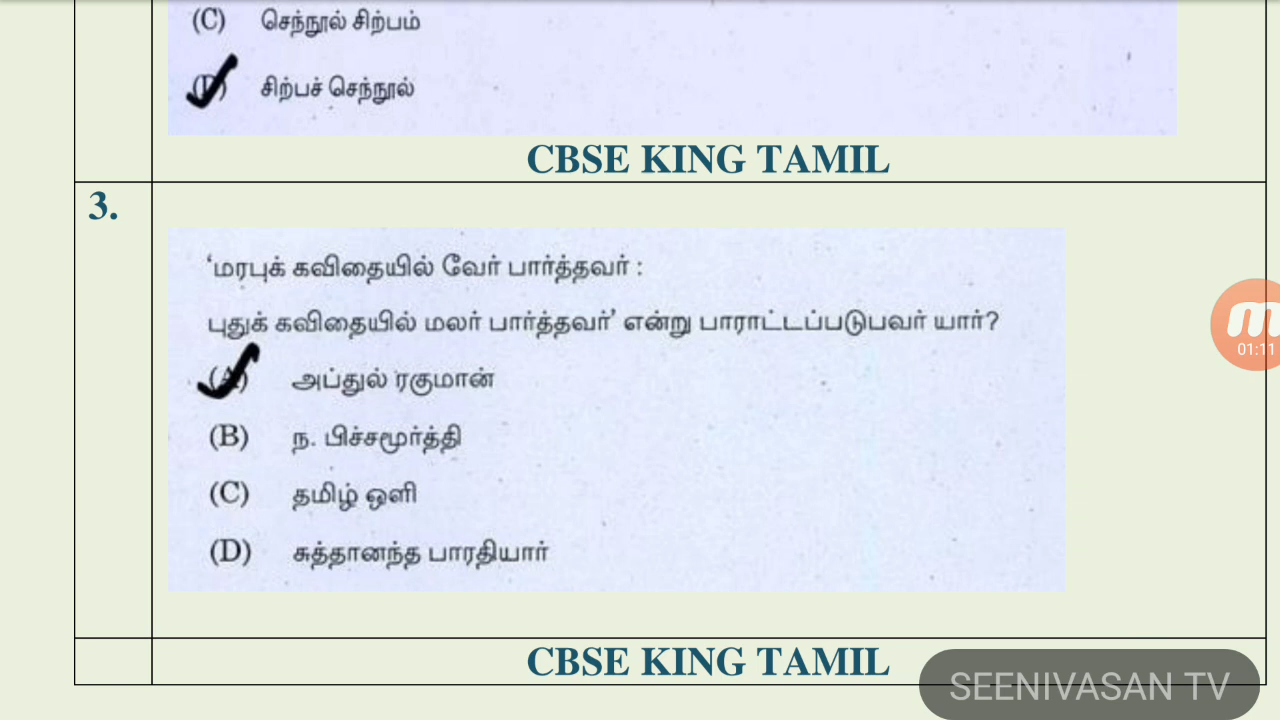 (C) செந்நூல் சிற்பம்
(D) சிற்பச் செந்நூல்
CBSE KING TAMIL
3.
‘மரபுக் கவிதையில் வேர் பார்த்தவர் :
புதுக் கவிதையில் மலர் பார்த்தவர்’ என்று பாராட்டப்படுபவர் யார்?
(A) அப்துல் ரகுமான்
(B) ந. பிச்சமூர்த்தி
(C) தமிழ் ஒளி
(D) சுத்தானந்த பாரதியார்
01:11
CBSE KING TAMIL
SEENIVASAN TV